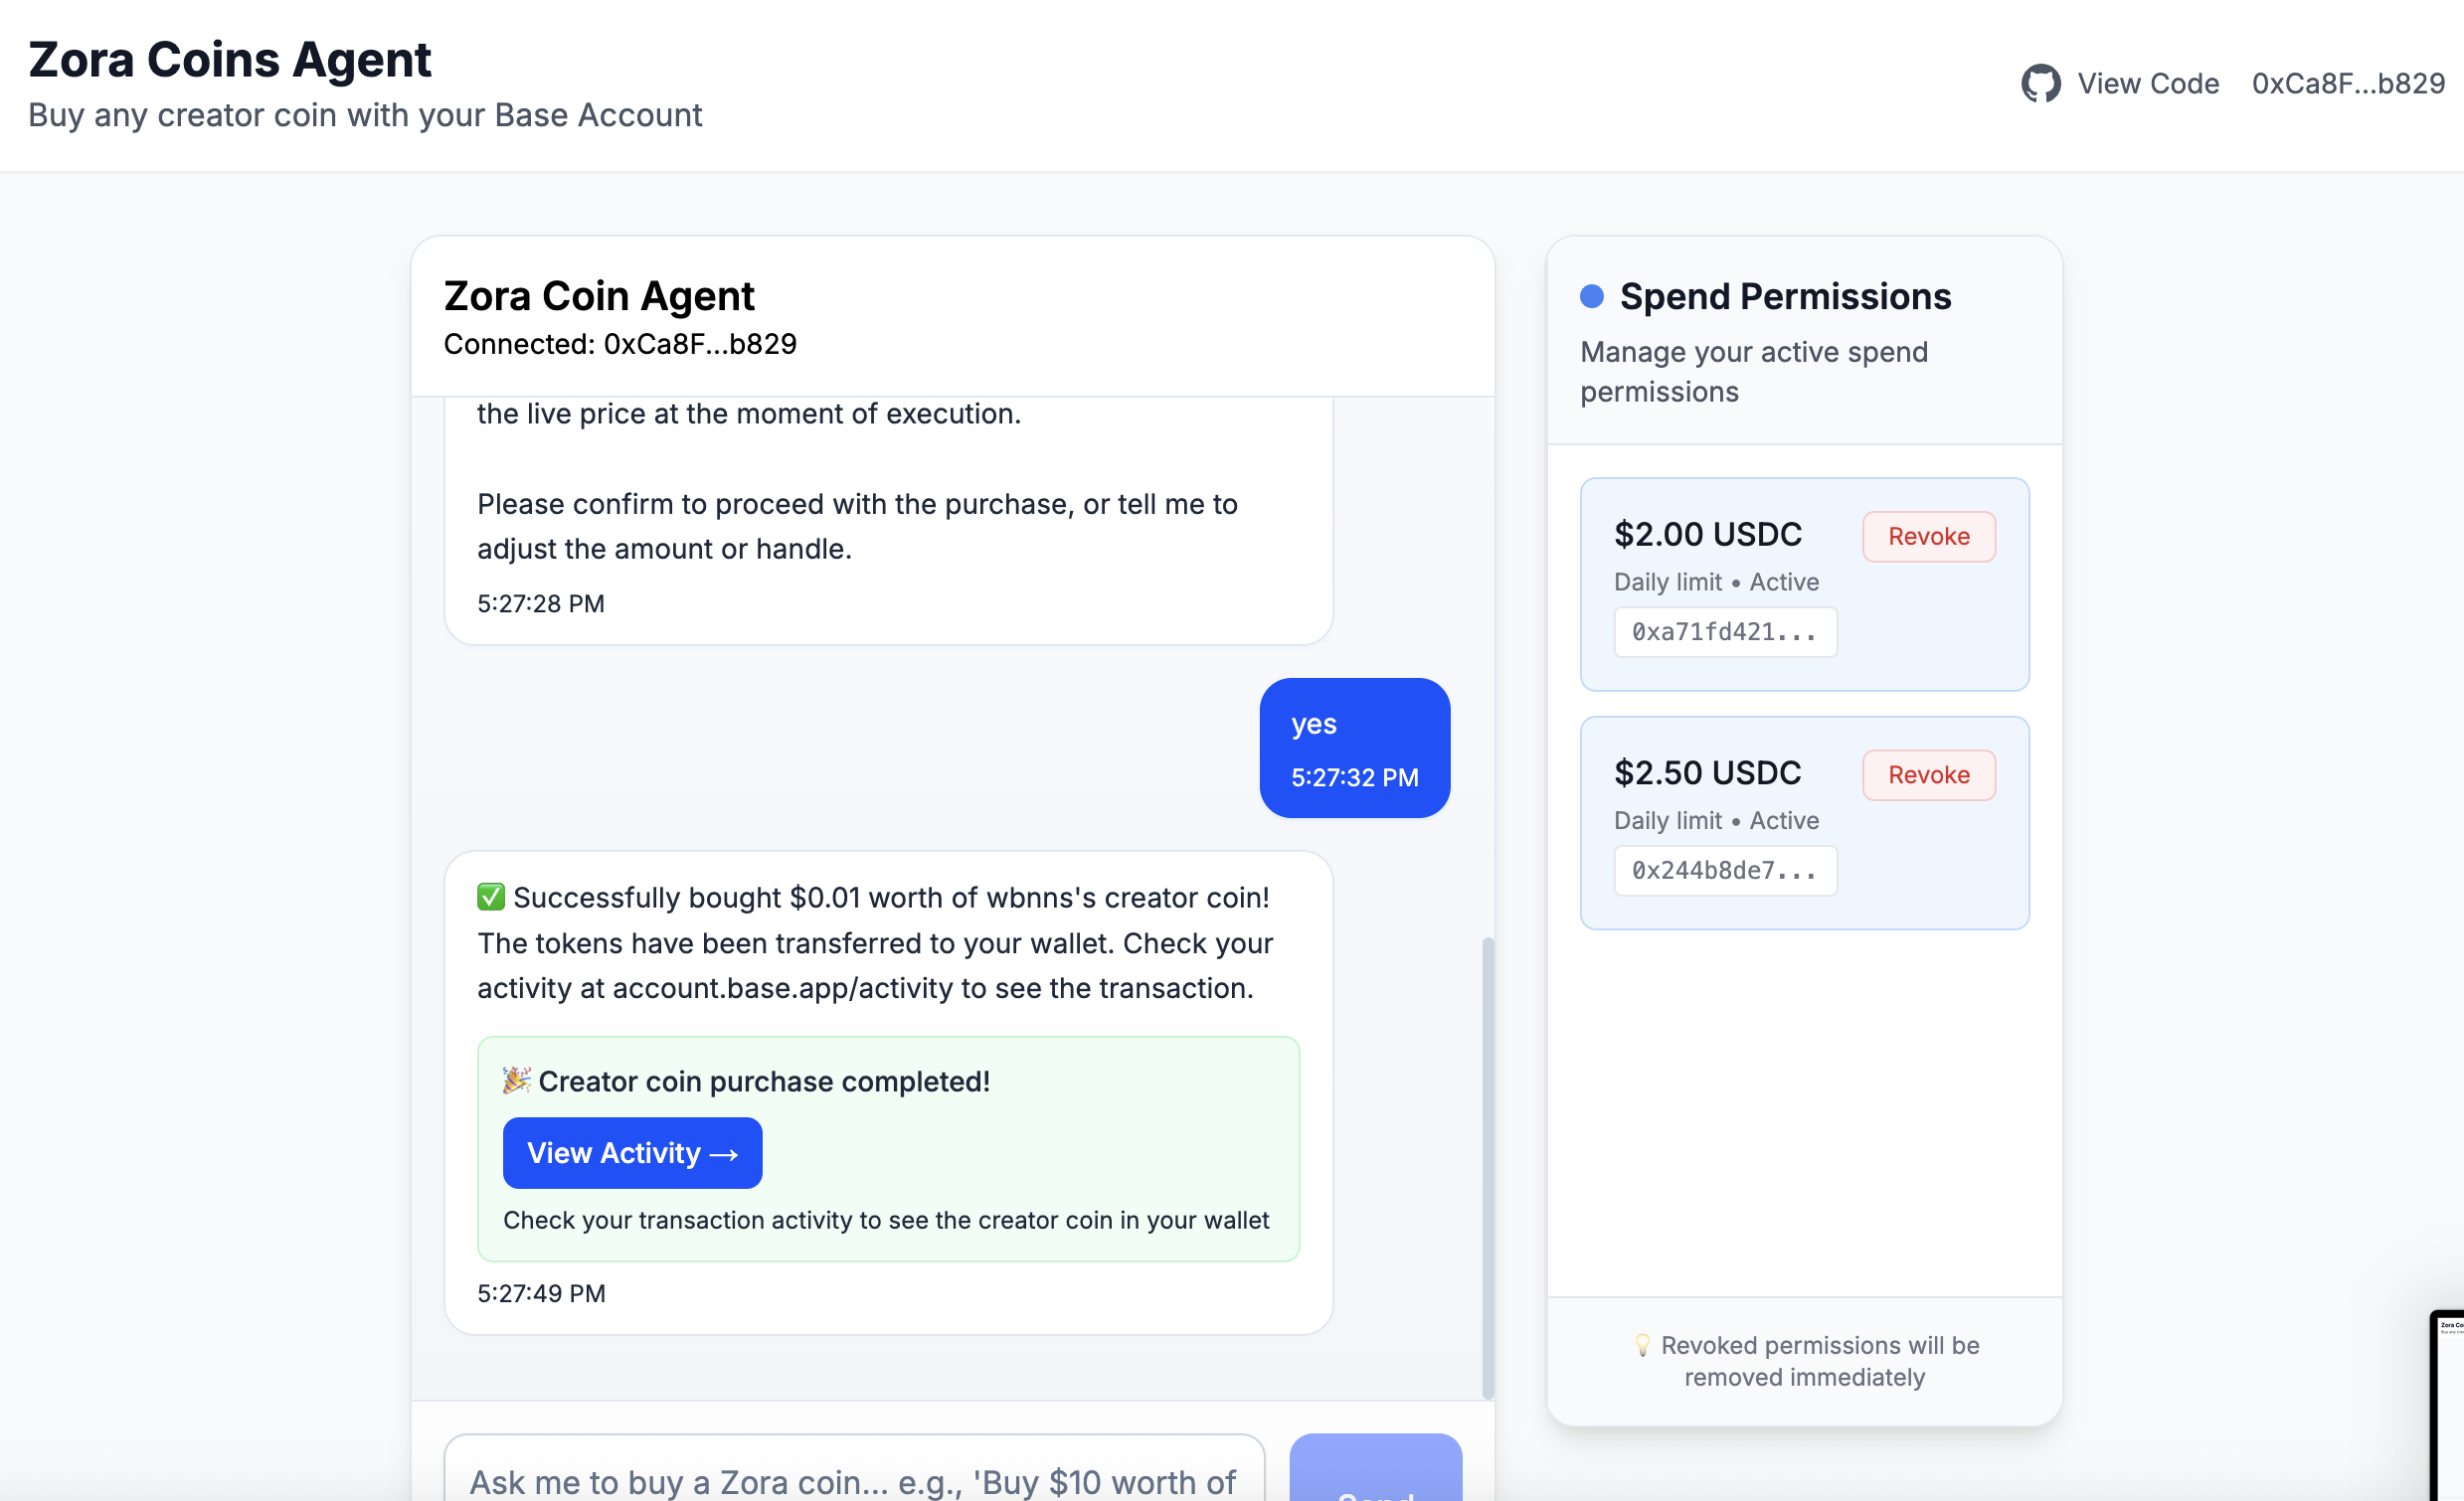 Zora Coins Agent
Buy any creator coin with your Base Account
View Code
0xCa8F...b829
Zora Coin Agent
Connected: 0xCa8F...b829
the live price at the moment of execution.
Please confirm to proceed with the purchase, or tell me to
adjust the amount or handle.
5:27:28 PM
yes
5:27:32 PM
✅ Successfully bought $0.01 worth of wbnns's creator coin!
The tokens have been transferred to your wallet. Check your
activity at account.base.app/activity to see the transaction.
🎉 Creator coin purchase completed!
View Activity →
Check your transaction activity to see the creator coin in your wallet
5:27:49 PM
Ask me to buy a Zora coin... e.g., 'Buy $10 worth of
Send
Spend Permissions
Manage your active spend
permissions
$2.00 USDC
Revoke
Daily limit • Active
0xa71fd421...
$2.50 USDC
Revoke
Daily limit • Active
0x244b8de7...
💡 Revoked permissions will be
removed immediately